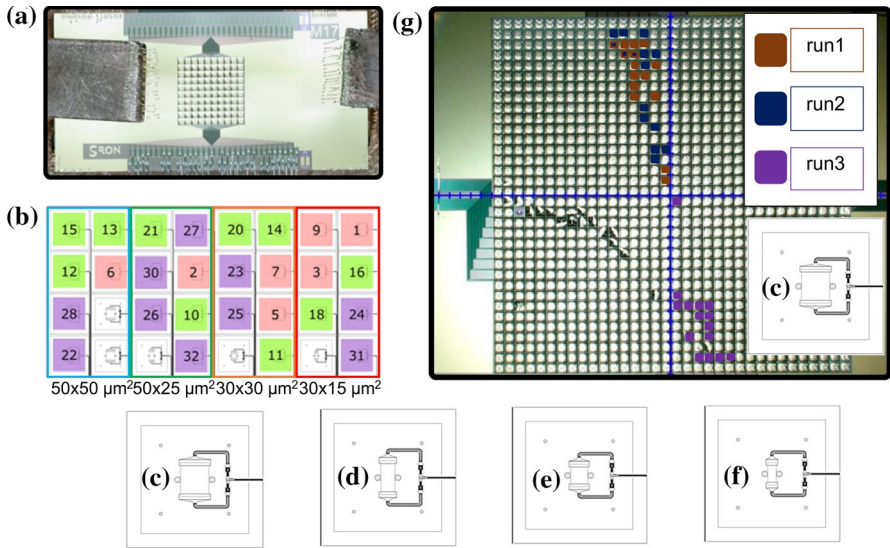 (a)
M17
SRON
(g)
run1
run2
run3
(c)
(b)
15 13 21 27 20 14 9 1
12 6 30 2 23 7 3 16
28 26 10 25 5 18 24
22 32 11 31
50x50 µm² 50x25 µm² 30x30 µm² 30x15 µm²
(c) (d) (e) (f)